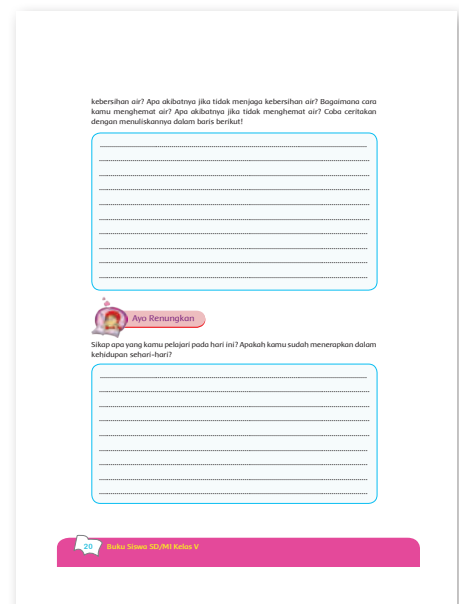 kebersihan air? Apa akibatnya jika tidak menjaga kebersihan air? Bagaimana cara
kamu menghemat air? Apa akibatnya jika tidak menghemat air? Coba ceritakan
dengan menuliskannya dalam baris berikut!
Ayo Renungkan
Sikap apa yang kamu pelajari pada hari ini? Apakah kamu sudah menerapkan dalam
kehidupan sehari-hari?
20 Buku Siswa SD/MI Kelas V